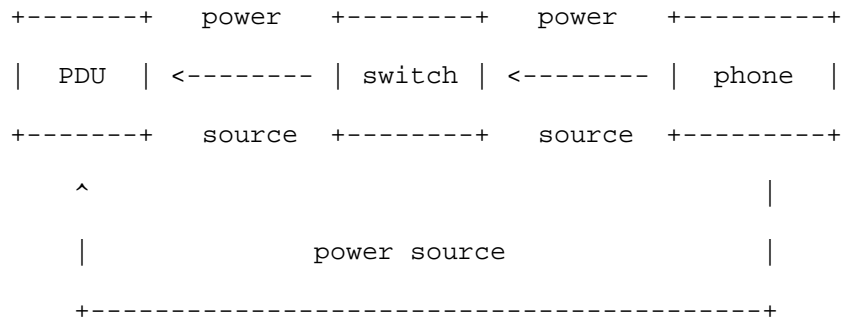 +-------+   power   +--------+   power   +---------+
|  PDU  | <-------- | switch | <-------- |  phone  |
+-------+   source  +--------+   source  +---------+
    ^                                          |
    |              power source                |
    +------------------------------------------+